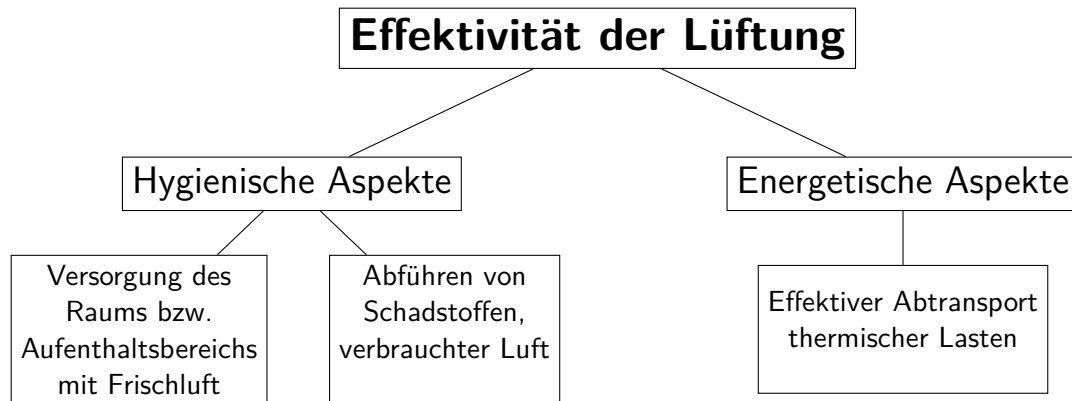 Effektivität der Lüftung
Hygienische Aspekte
Energetische Aspekte
Versorgung des
Raums bzw.
Aufenthaltsbereichs
mit Frischluft
Abführen von
Schadstoffen,
verbrauchter Luft
Effektiver Abtransport
thermischer Lasten